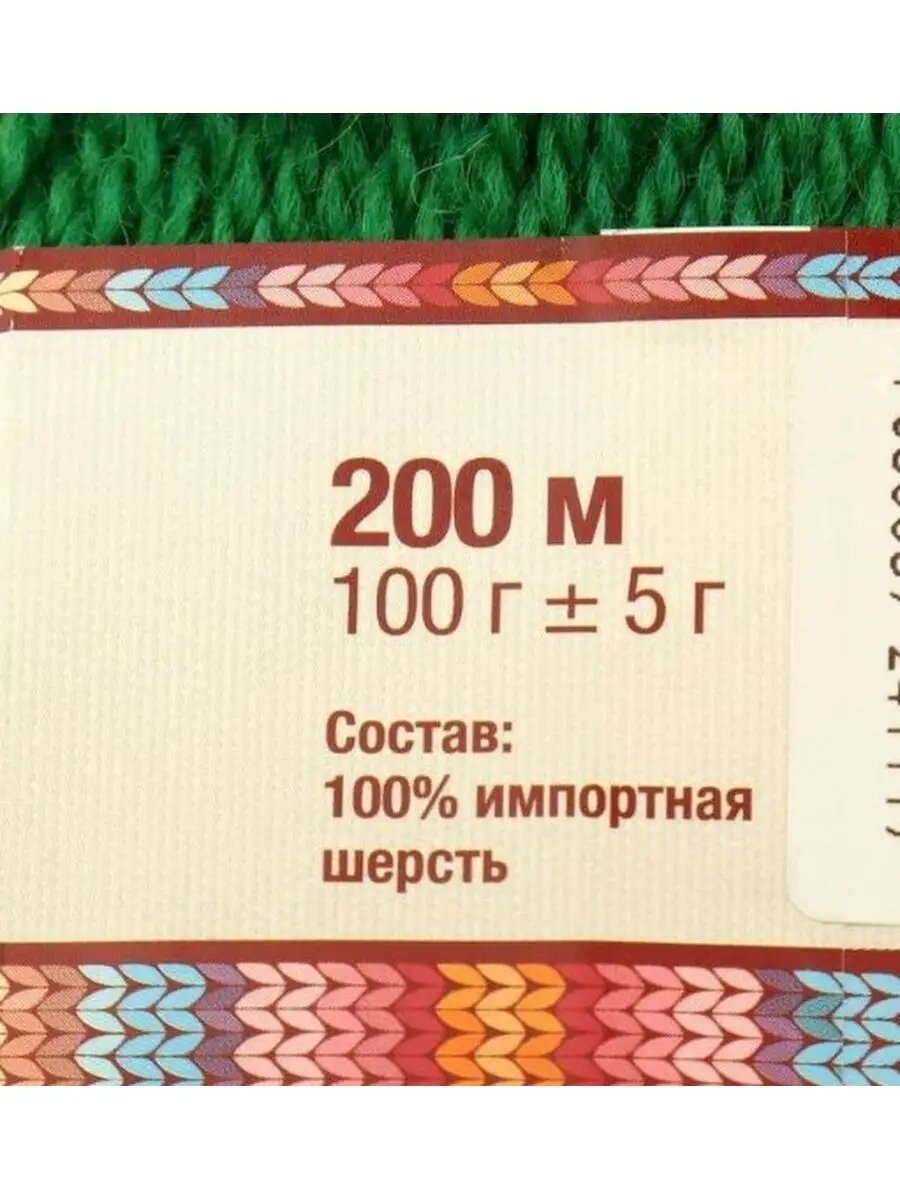 200 м
100 г ± 5 г
Состав:
100% импортная
шерсть